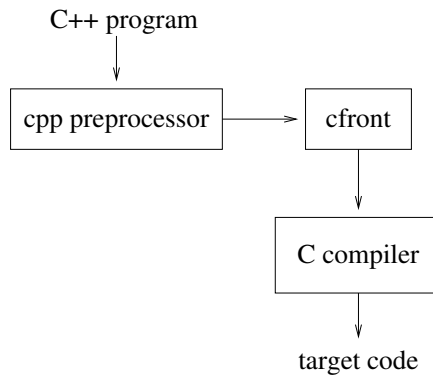 C++ program
cpp preprocessor
cfront
C compiler
target code